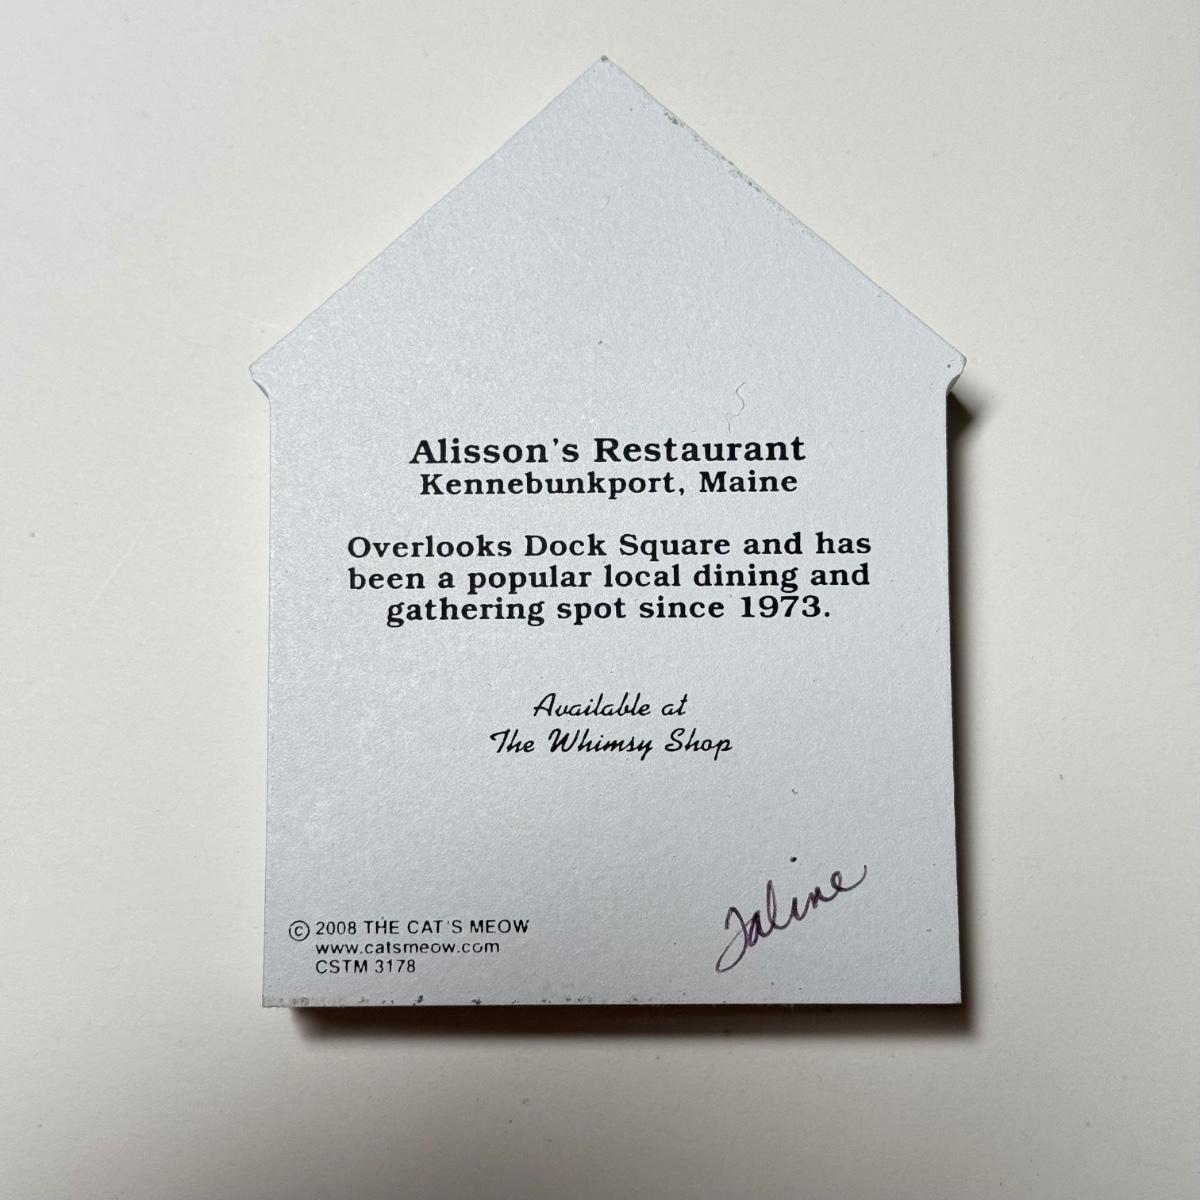 Alisson's Restaurant
Kennebunkport, Maine
Overlooks Dock Square and has
been a popular local dining and
gathering spot since 1973.
Available at
The Whimsy Shop
Jaline
© 2008 THE CAT'S MEOW
www.catsmeow.com
CSTM 3178